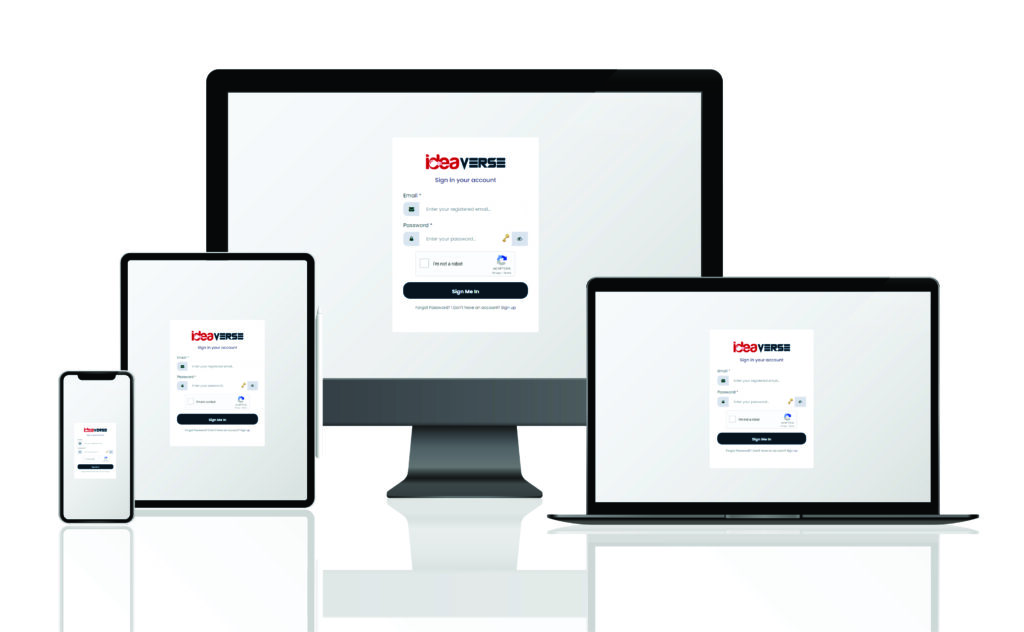 ideaVERSE
Sign in your account
Email *
Enter your registered email...
Password *
Enter your password...
I'm not a robot
reCAPTCHA
Privacy - Terms
Sign Me In
Forgot Password? | Don't have an account? Sign up
ideaVERSE
Sign in your account
Email *
Enter your registered email...
Password *
Enter your password...
I'm not a robot
Sign Me In
Forgot Password? | Don't have an account? Sign up
ideaVERSE
Sign in your account
Email *
Enter your registered email...
Password *
Enter your password...
I'm not a robot
Sign Me In
Forgot Password? | Don't have an account? Sign up
ideaVERSE